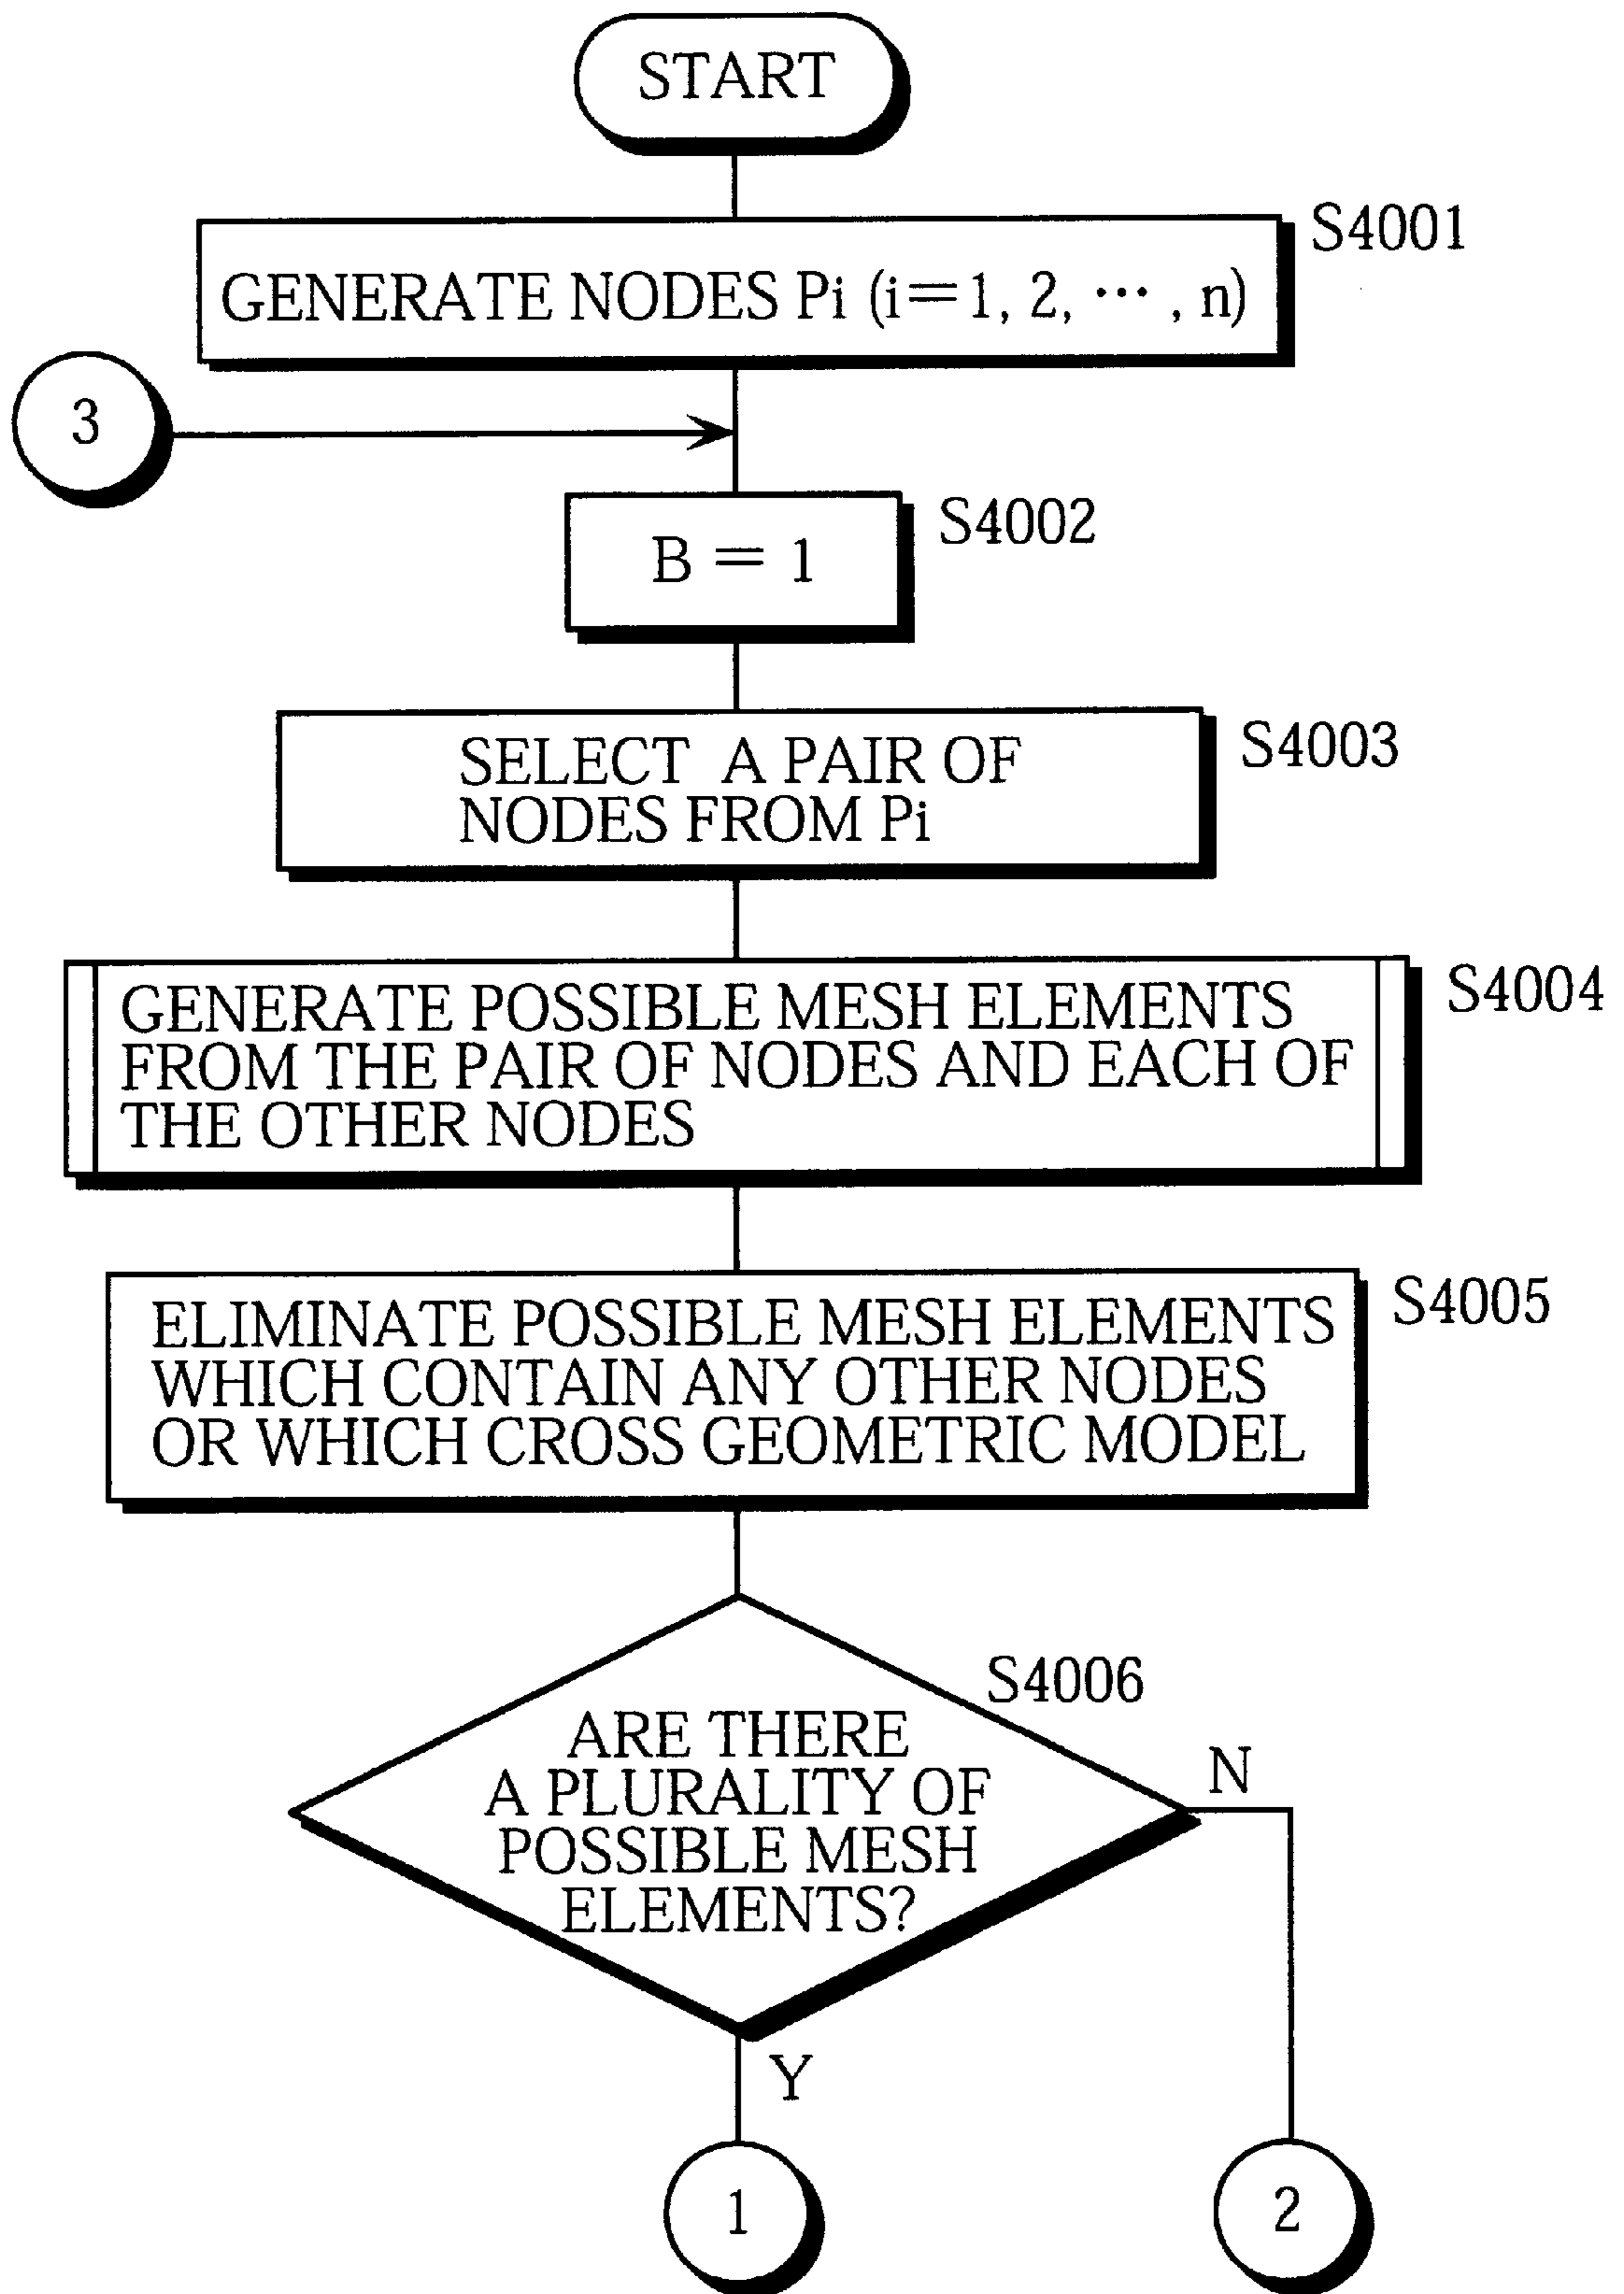 START
S4001
GENERATE NODES Pi (i=1, 2, ⋯ , n)
3
S4002
B = 1
S4003
SELECT A PAIR OF
NODES FROM Pi
S4004
GENERATE POSSIBLE MESH ELEMENTS
FROM THE PAIR OF NODES AND EACH OF
THE OTHER NODES
S4005
ELIMINATE POSSIBLE MESH ELEMENTS
WHICH CONTAIN ANY OTHER NODES
OR WHICH CROSS GEOMETRIC MODEL
S4006
ARE THERE
A PLURALITY OF
POSSIBLE MESH
ELEMENTS?
N
Y
1
2